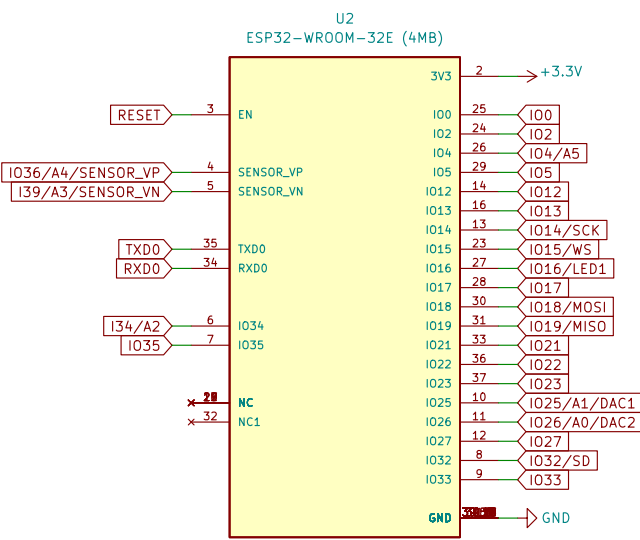 U2
ESP32-WROOM-32E (4MB)
3V3 2 +3.3V
RESET 3 EN IO0 25 IO0
IO2 24 IO2
IO4 26 IO4/A5
IO36/A4/SENSOR_VP 4 SENSOR_VP IO5 29 IO5
I39/A3/SENSOR_VN 5 SENSOR_VN IO12 14 IO12
IO13 16 IO13
IO14 13 IO14/SCK
TXD0 35 TXD0 IO15 23 IO15/WS
RXD0 34 RXD0 IO16 27 IO16/LED1
IO17 28 IO17
IO18 30 IO18/MOSI
I34/A2 6 IO34 IO19 31 IO19/MISO
IO35 7 IO35 IO21 33 IO21
IO22 36 IO22
IO23 37 IO23
NC IO25 10 IO25/A1/DAC1
32 NC1 IO26 11 IO26/A0/DAC2
IO27 12 IO27
IO32 8 IO32/SD
IO33 9 IO33
GND GND